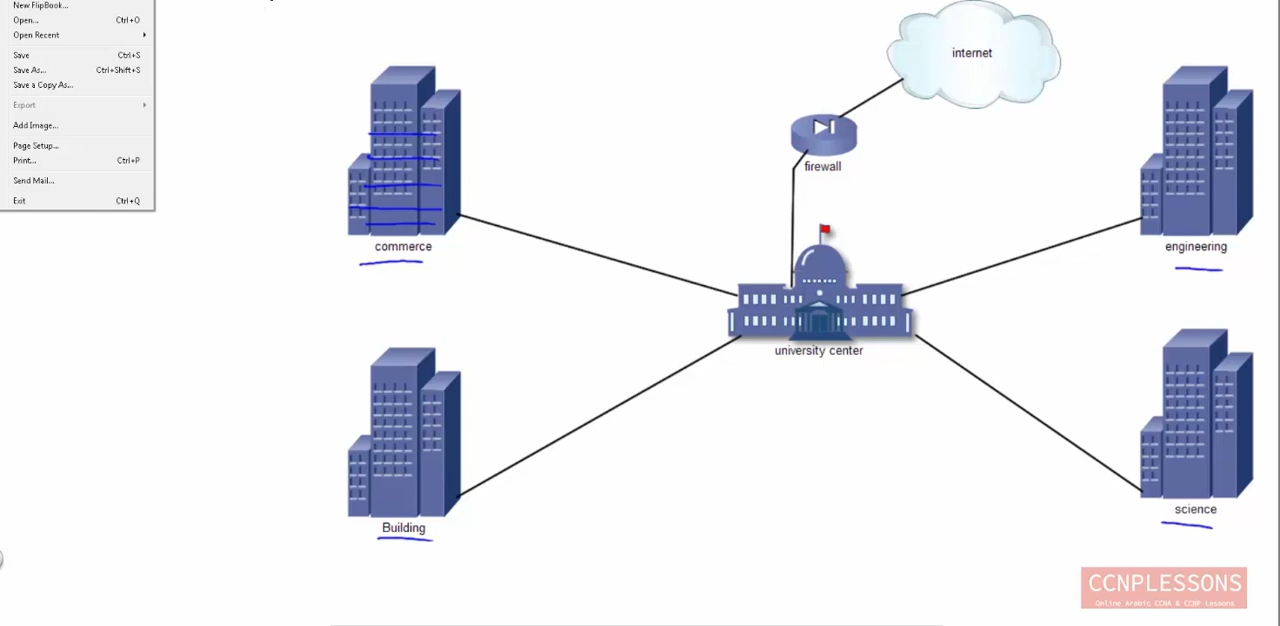 New FlipBook...
Open... Ctrl+O
Open Recent
Save Ctrl+S
Save As... Ctrl+Shift+S
Save a Copy As...
Export
Add Image...
Page Setup...
Print... Ctrl+P
Send Mail...
Exit Ctrl+Q
internet
firewall
commerce
engineering
university center
Building
science
CCNPLESSONS
Online Arabic CCNA & CCNP Lessons